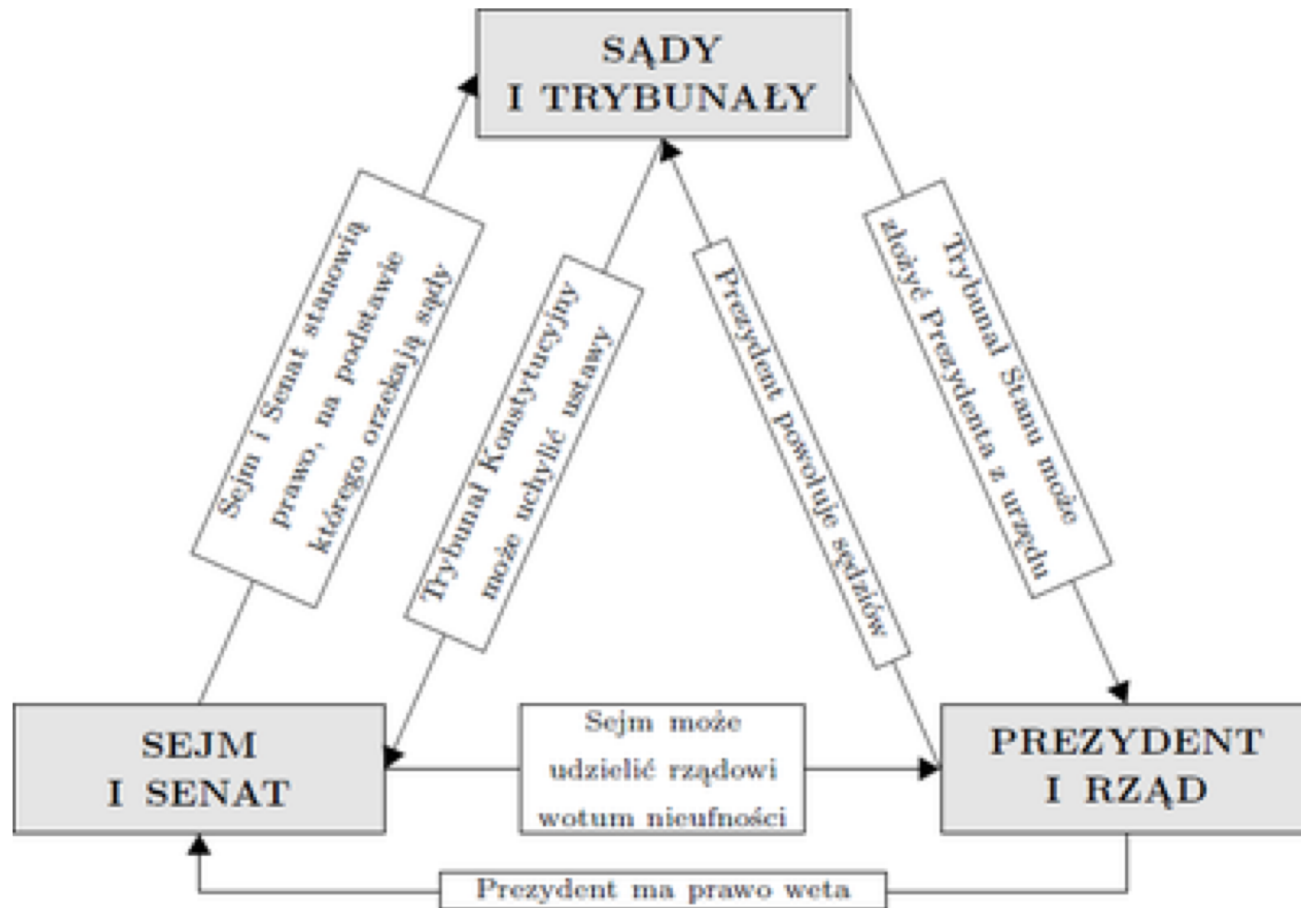 SĄDY
I TRYBUNAŁY
Sejm i Senat stanowią
prawo, na podstawie
którego orzekają sądy
Trybunał Konstytucyjny
może uchylić ustawy
Prezydent powołuje sędziów
Trybunał Stanu może
złożyć Prezydenta z urzędu
SEJM
I SENAT
Sejm może
udzielić rządowi
wotum nieufności
PREZYDENT
I RZĄD
Prezydent ma prawo weta